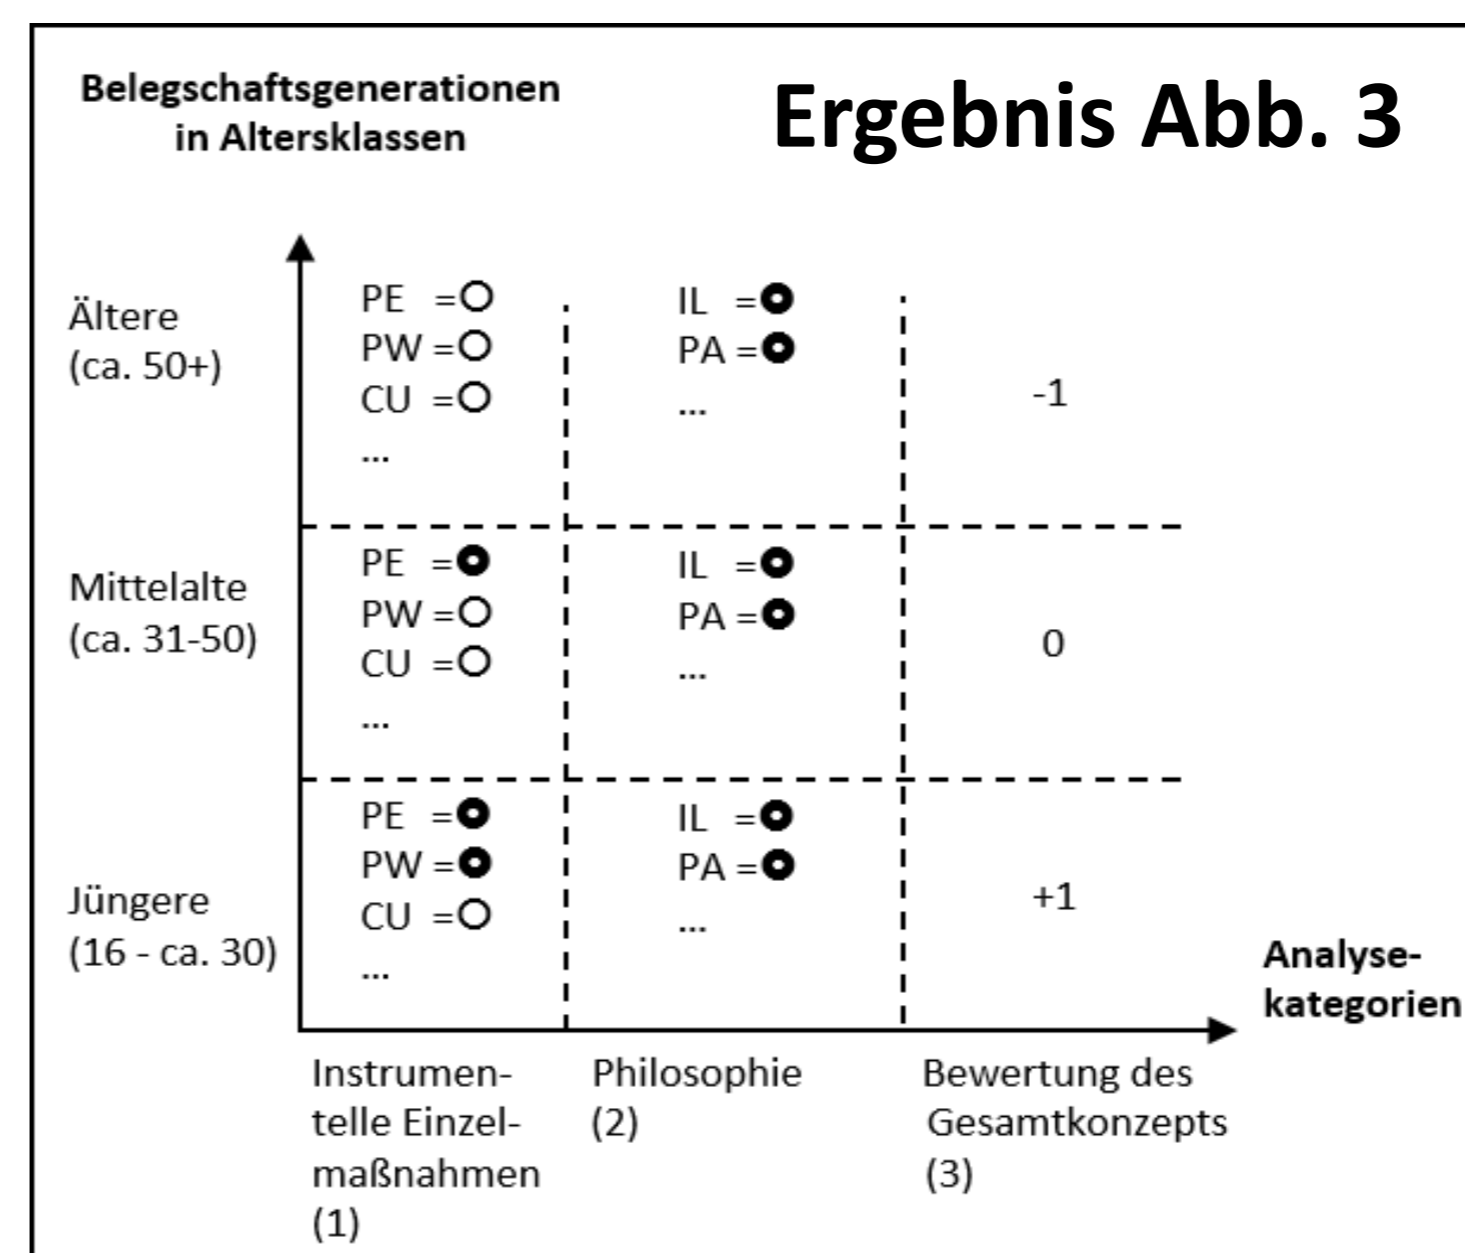 Belegschaftsgenerationen
in Altersklassen
Ergebnis Abb. 3
Ältere
(ca. 50+)
PE =○
PW =○
CU =○
...
IL =●
PA =●
...
-1
Mittelalte
(ca. 31-50)
PE =●
PW =○
CU =○
...
IL =●
PA =●
...
0
Jüngere
(16 - ca. 30)
PE =●
PW =●
CU =○
...
IL =●
PA =●
...
+1
Analyse-
kategorien
Instrumen-
telle Einzel-
maßnahmen
(1)
Philosophie
(2)
Bewertung des
Gesamtkonzepts
(3)